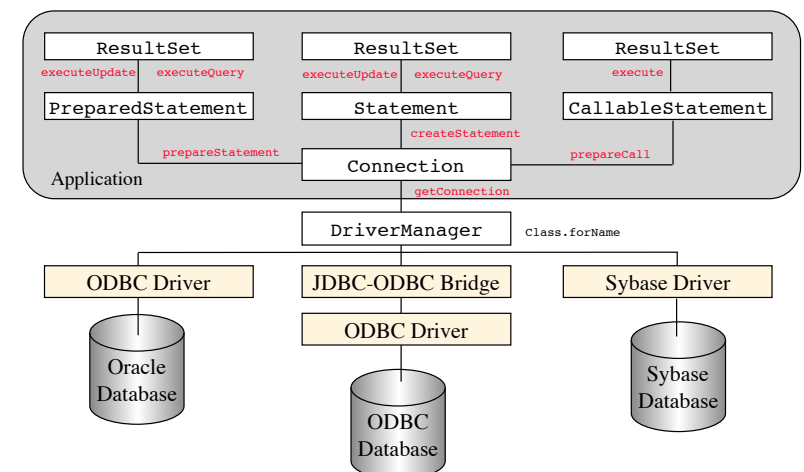 ResultSet
ResultSet
ResultSet
executeUpdate
executeQuery
executeUpdate
executeQuery
execute
PreparedStatement
Statement
CallableStatement
createStatement
prepareStatement
Connection
prepareCall
Application
getConnection
DriverManager
Class.forName
ODBC Driver
JDBC-ODBC Bridge
Sybase Driver
ODBC Driver
Oracle
Database
Sybase
Database
ODBC
Database